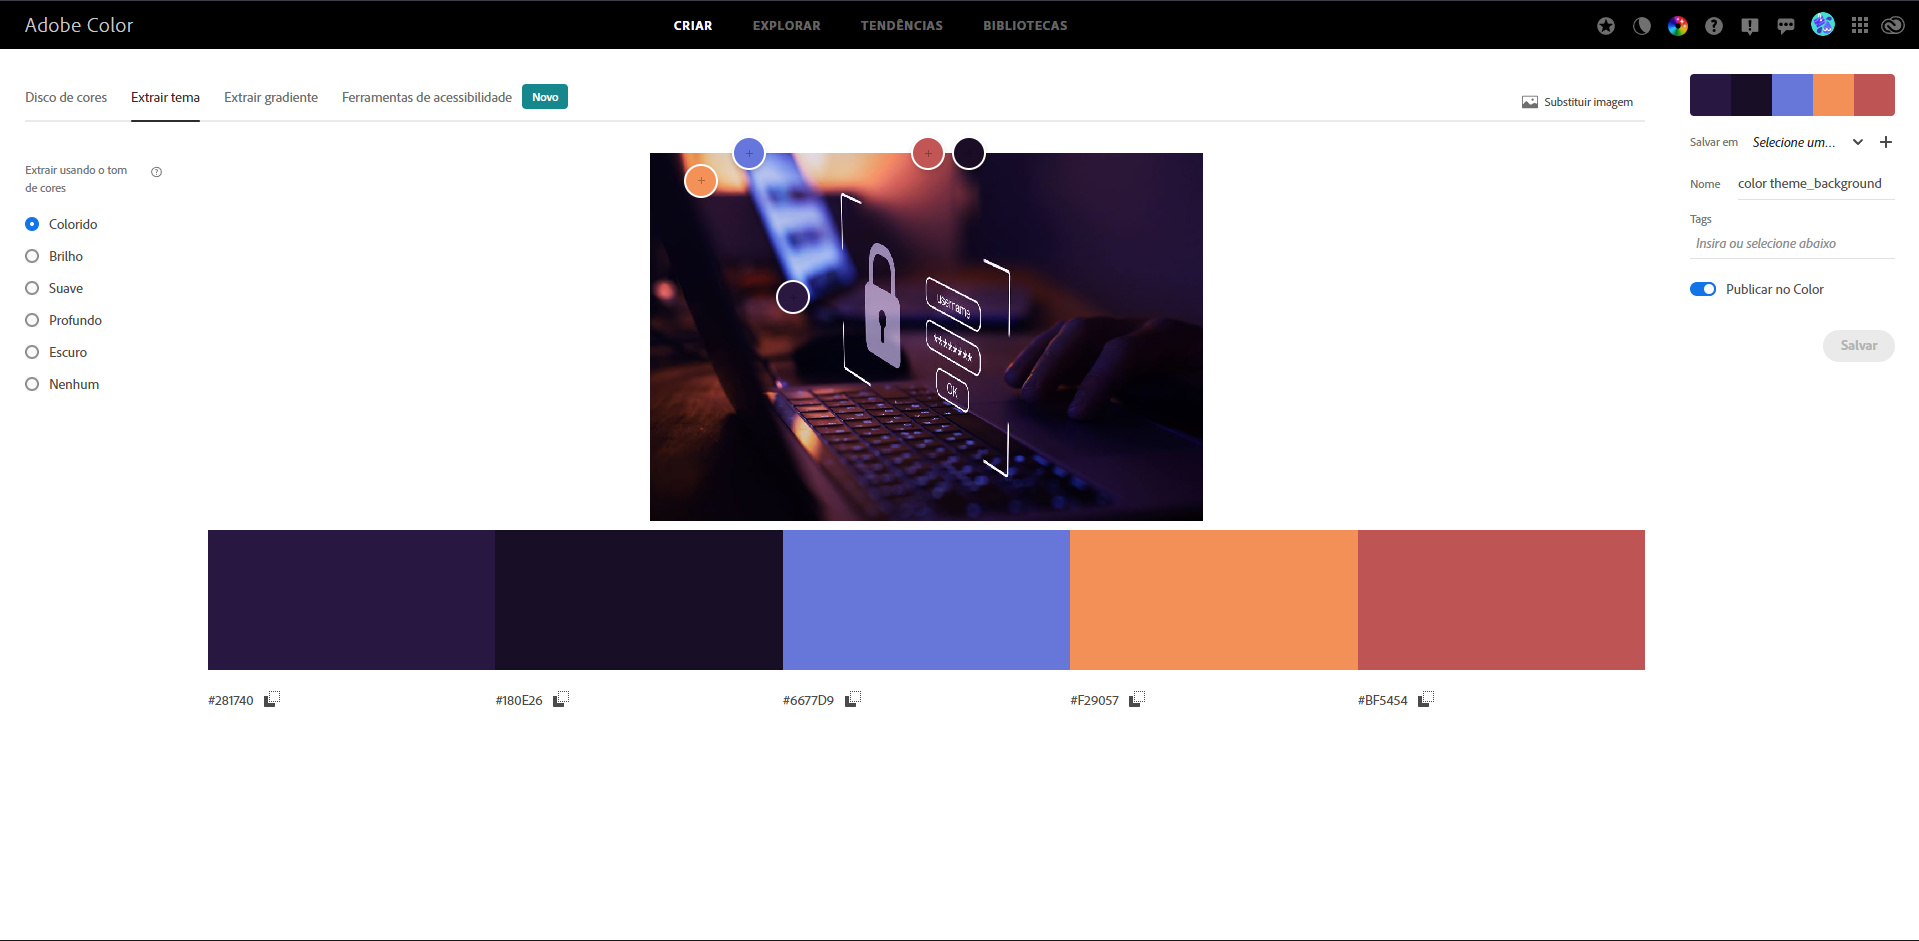 Adobe Color
CRIAR
EXPLORAR
TENDÊNCIAS
BIBLIOTECAS
Disco de cores
Extrair tema
Extrair gradiente
Ferramentas de acessibilidade
Novo
Substituir imagem
Extrair usando o tom
de cores
Colorido
Brilho
Suave
Profundo
Escuro
Nenhum
username
********
OK
#281740
#180E26
#6677D9
#F29057
#BF5454
Salvar em
Selecione um...
Nome
color theme_background
Tags
Insira ou selecione abaixo
Publicar no Color
Salvar